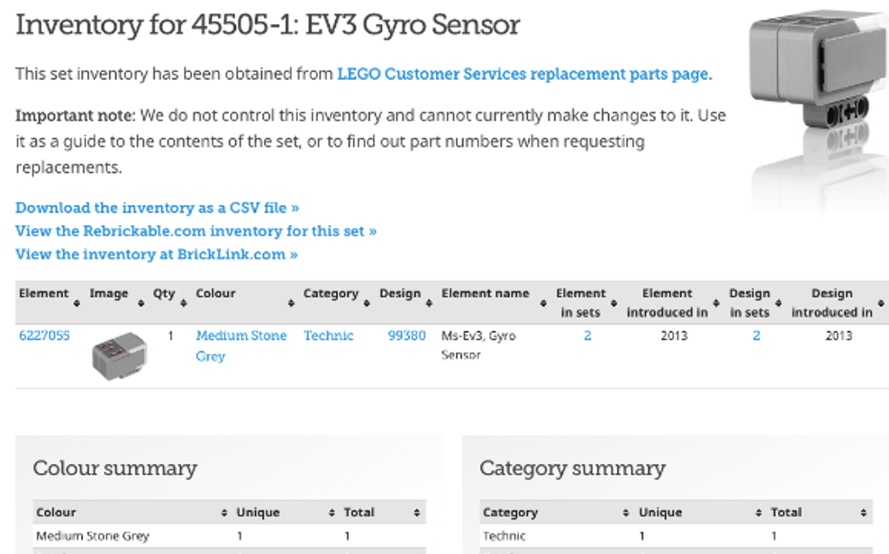 Inventory for 45505-1: EV3 Gyro Sensor
This set inventory has been obtained from LEGO Customer Services replacement parts page.
Important note: We do not control this inventory and cannot currently make changes to it. Use
it as a guide to the contents of the set, or to find out part numbers when requesting
replacements.
Download the inventory as a CSV file »
View the Rebrickable.com inventory for this set »
View the inventory at BrickLink.com »
Element Image Qty Colour Category Design Element name Element in sets Element introduced in Design in sets Design introduced in
6227055 1 Medium Stone Grey Technic 99380 Ms-Ev3, Gyro Sensor 2 2013 2 2013
Colour summary
Colour Unique Total
Medium Stone Grey 1 1
Category summary
Category Unique Total
Technic 1 1